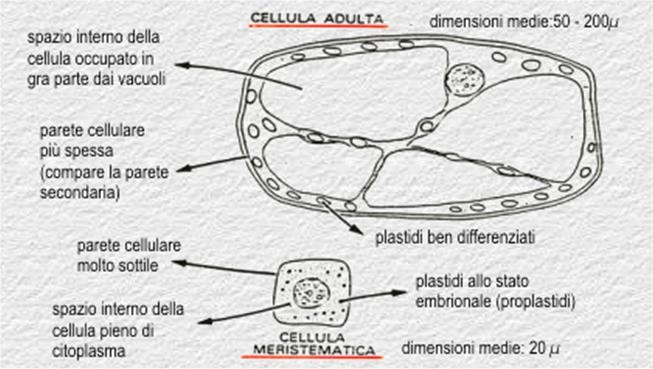 CELLULA ADULTA
dimensioni medie:50 - 200µ
spazio interno della
cellula occupato in
gra parte dai vacuoli
parete cellulare
più spessa
(compare la parete
secondaria)
plastidi ben differenziati
parete cellulare
molto sottile
plastidi allo stato
embrionale (proplastidi)
spazio interno della
cellula pieno di
citoplasma
CELLULA
MERISTEMATICA
dimensioni medie: 20 µ